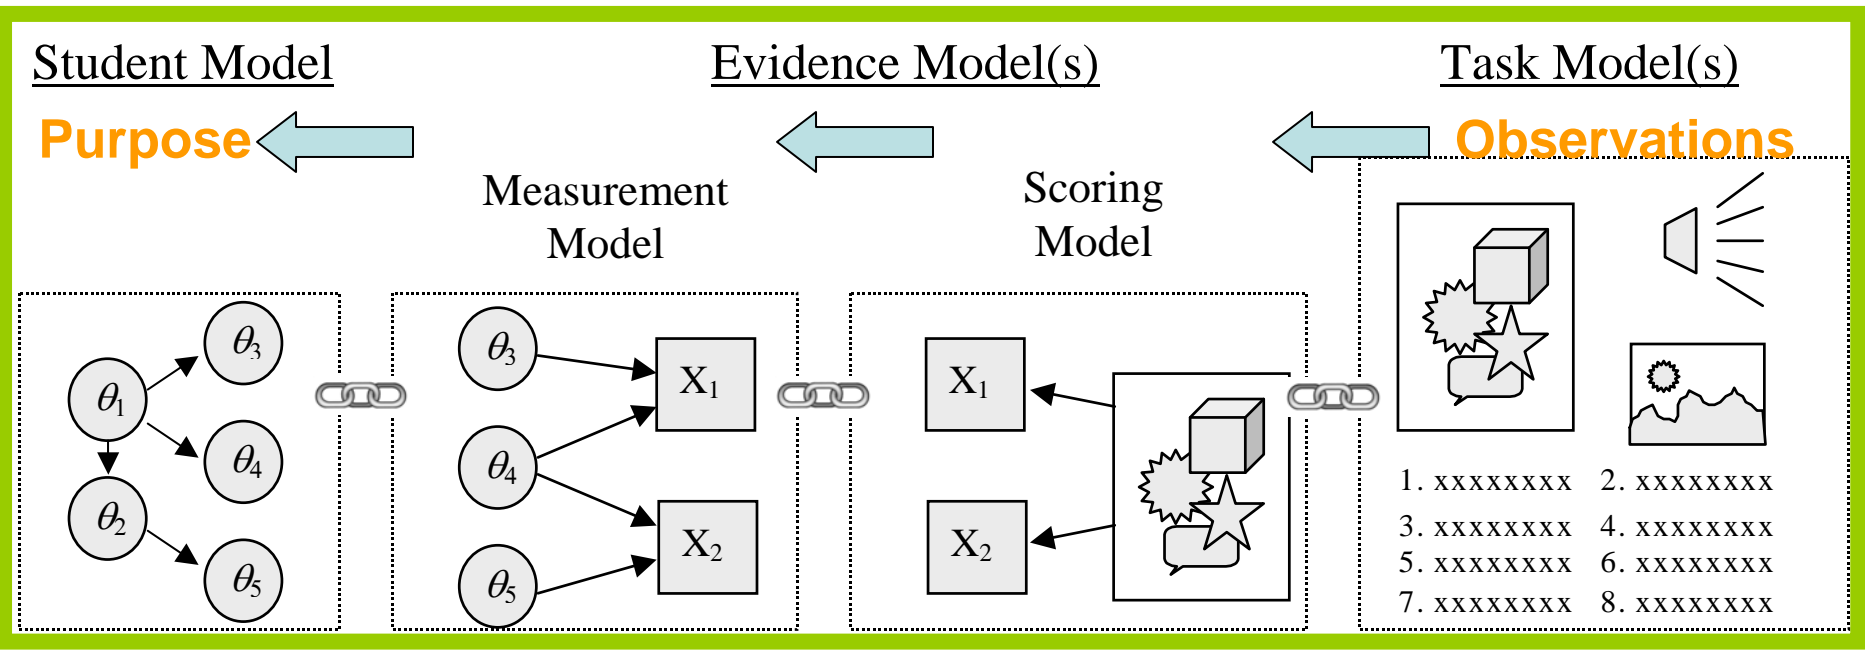 Student Model
Evidence Model(s)
Task Model(s)
Purpose
Observations
Measurement
Model
Scoring
Model
θ1
θ2
θ3
θ4
θ5
θ3
θ4
θ5
X1
X2
X1
X2
1. xxxxxxxx 2. xxxxxxxx
3. xxxxxxxx 4. xxxxxxxx
5. xxxxxxxx 6. xxxxxxxx
7. xxxxxxxx 8. xxxxxxxx